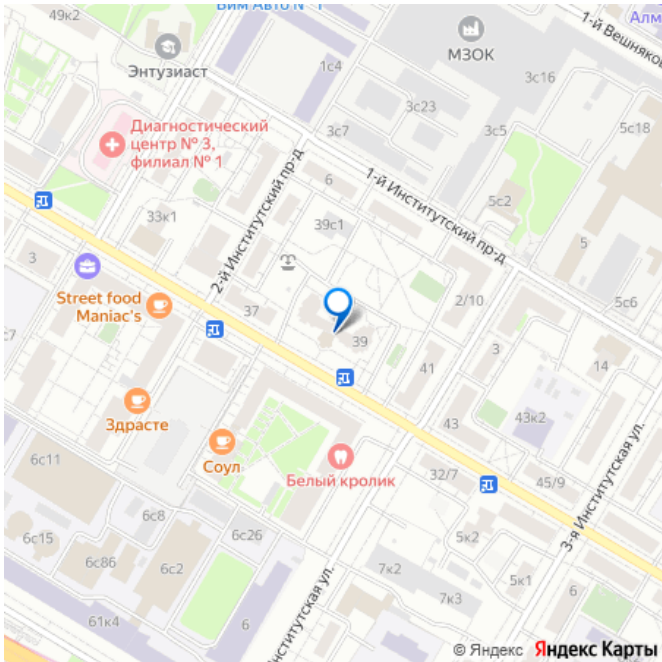 49к2
Вим Авто № 1
Алм
1-й Вешняков
МЗОК
Энтузиаст
1с4
3с16
3с23
3с7
3с5
5с18
Диагностический
центр № 3,
филиал № 1
6
1-й Институтский пр-д
5с2
33к1
2-й Институтский пр-д
39с1
3
5
Street food
Maniac's
37
2/10
5с6
39
3
с7
41
14
Здрасте
43
43к2
Соул
Белый кролик
32/7
45/9
3-я Институтская ул.
6с11
6с8
6с26
6с15
6с8б
6с2
5к2
7к2
5к1
7к3
6
61к4
6
Институтская ул.
© Яндекс Яндекс Карты